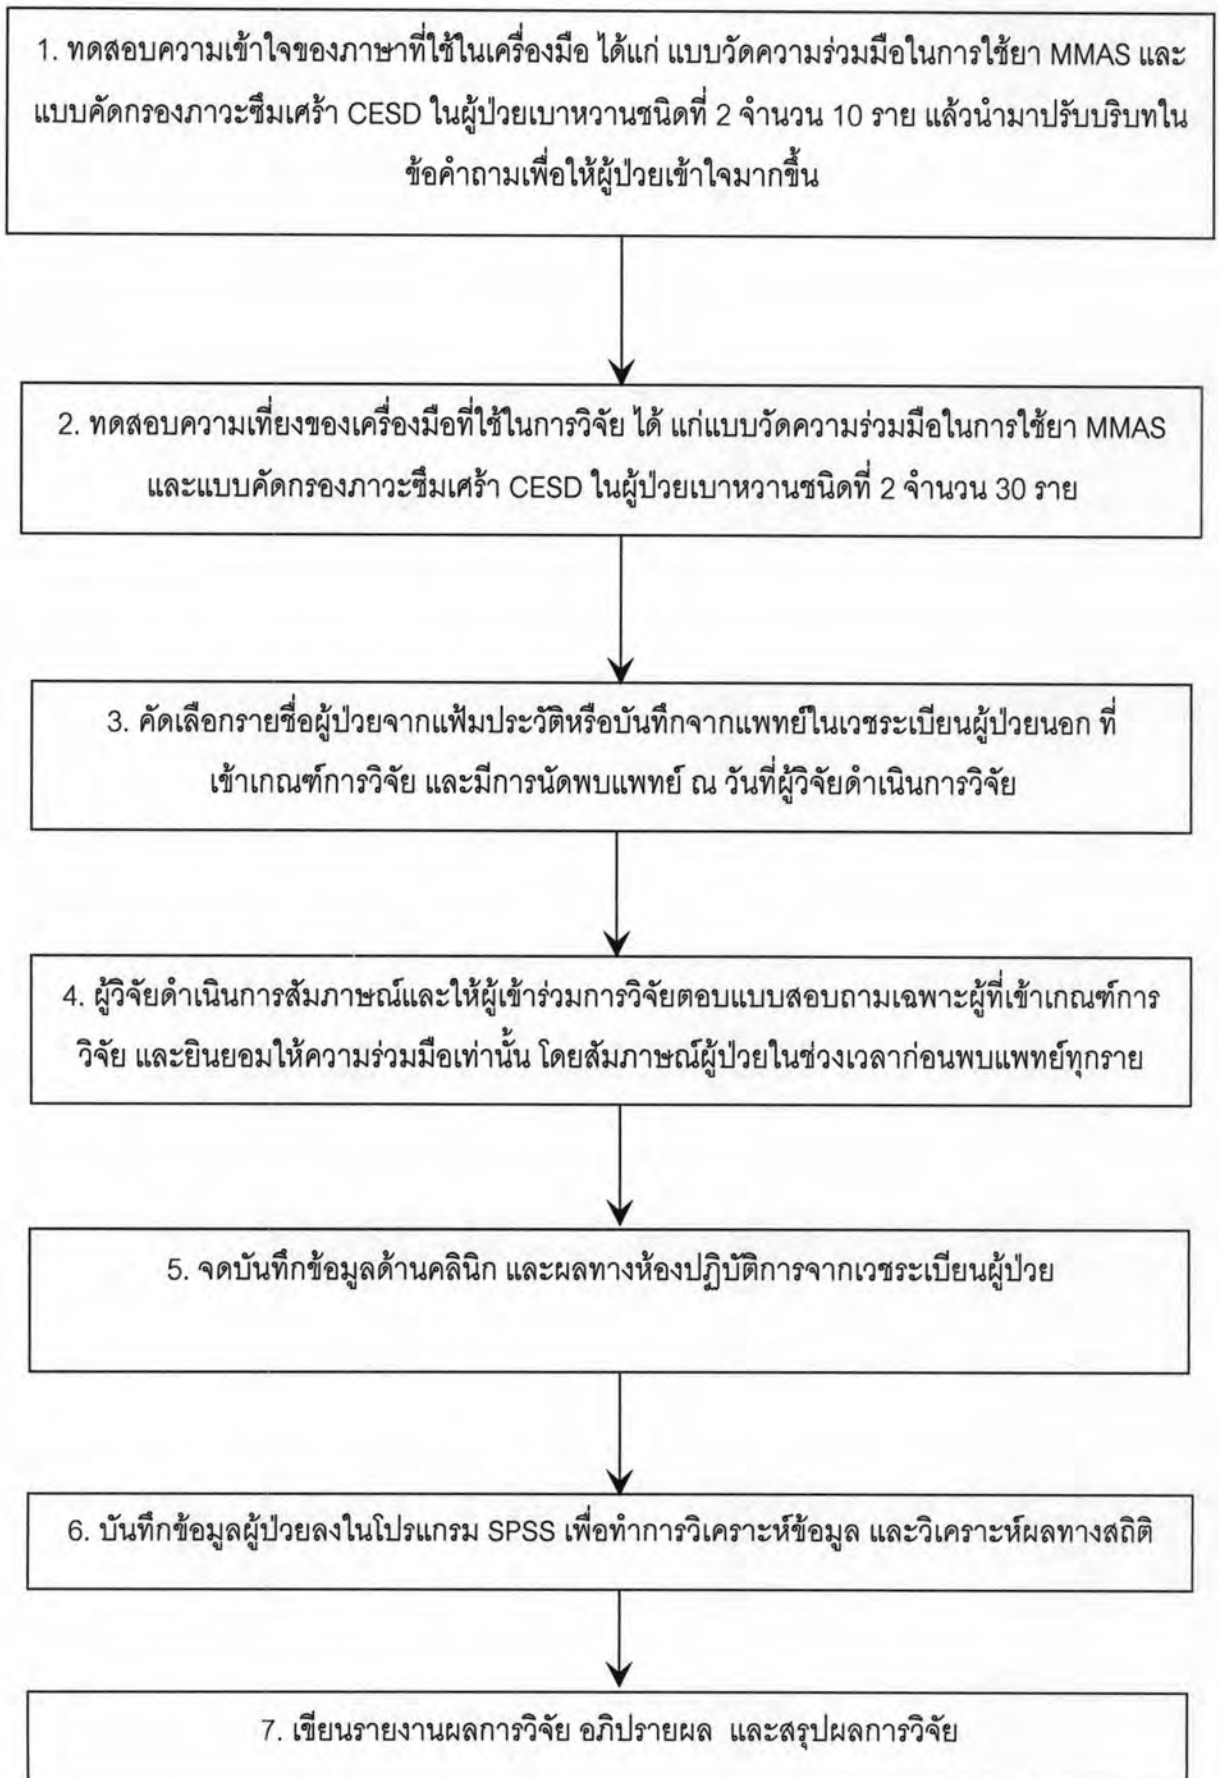 1. ทดสอบความเข้าใจของภาษาที่ใช้ในเครื่องมือ ได้แก่ แบบวัดความร่วมมือในการใช้ยา MMAS และ
แบบคัดกรองภาวะซึมเศร้า CESD ในผู้ป่วยเบาหวานชนิดที่ 2 จำนวน 10 ราย แล้วนำมาปรับบริบทใน
ข้อคำถามเพื่อให้ผู้ป่วยเข้าใจมากขึ้น
2. ทดสอบความเที่ยงของเครื่องมือที่ใช้ในการวิจัย ได้ แก่แบบวัดความร่วมมือในการใช้ยา MMAS
และแบบคัดกรองภาวะซึมเศร้า CESD ในผู้ป่วยเบาหวานชนิดที่ 2 จำนวน 30 ราย
3. คัดเลือกรายชื่อผู้ป่วยจากแฟ้มประวัติหรือบันทึกจากแพทย์ในเวชระเบียนผู้ป่วยนอก ที่
เข้าเกณฑ์การวิจัย และมีการนัดพบแพทย์ ณ วันที่ผู้วิจัยดำเนินการวิจัย
4. ผู้วิจัยดำเนินการสัมภาษณ์และให้ผู้เข้าร่วมการวิจัยตอบแบบสอบถามเฉพาะผู้ที่เข้าเกณฑ์การ
วิจัย และยินยอมให้ความร่วมมือเท่านั้น โดยสัมภาษณ์ผู้ป่วยในช่วงเวลาก่อนพบแพทย์ทุกราย
5. จดบันทึกข้อมูลด้านคลินิก และผลทางห้องปฏิบัติการจากเวชระเบียนผู้ป่วย
6. บันทึกข้อมูลผู้ป่วยลงในโปรแกรม SPSS เพื่อทำการวิเคราะห์ข้อมูล และวิเคราะห์ผลทางสถิติ
7. เขียนรายงานผลการวิจัย อภิปรายผล และสรุปผลการวิจัย